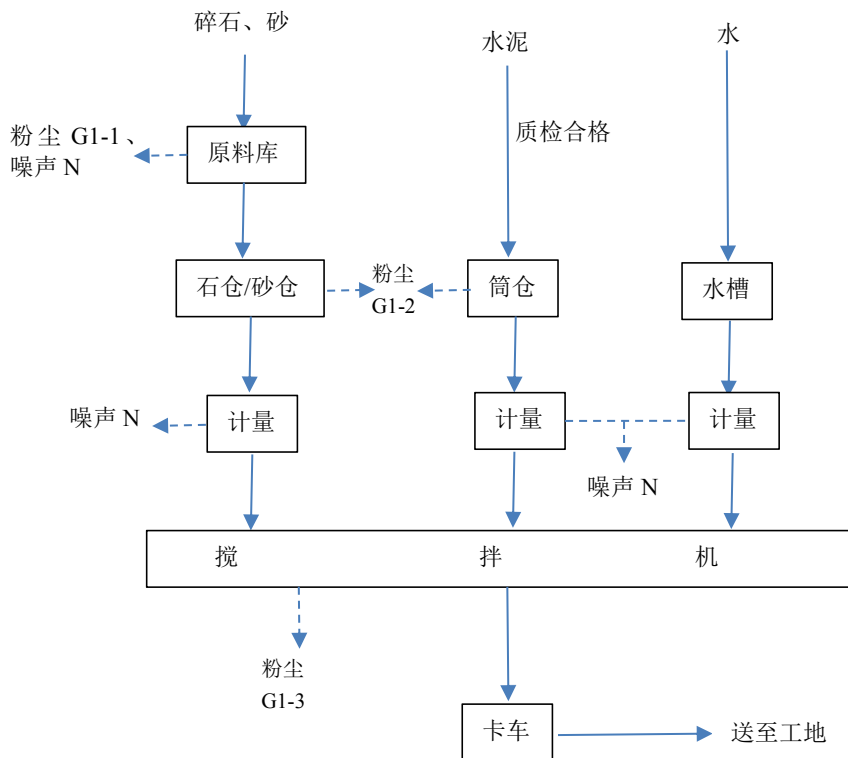 碎石、砂
水泥
水
粉尘 G1-1、
噪声 N
原料库
质检合格
石仓/砂仓
粉尘
G1-2
筒仓
水槽
噪声 N
计量
计量
计量
噪声 N
搅 拌 机
粉尘
G1-3
卡车
送至工地